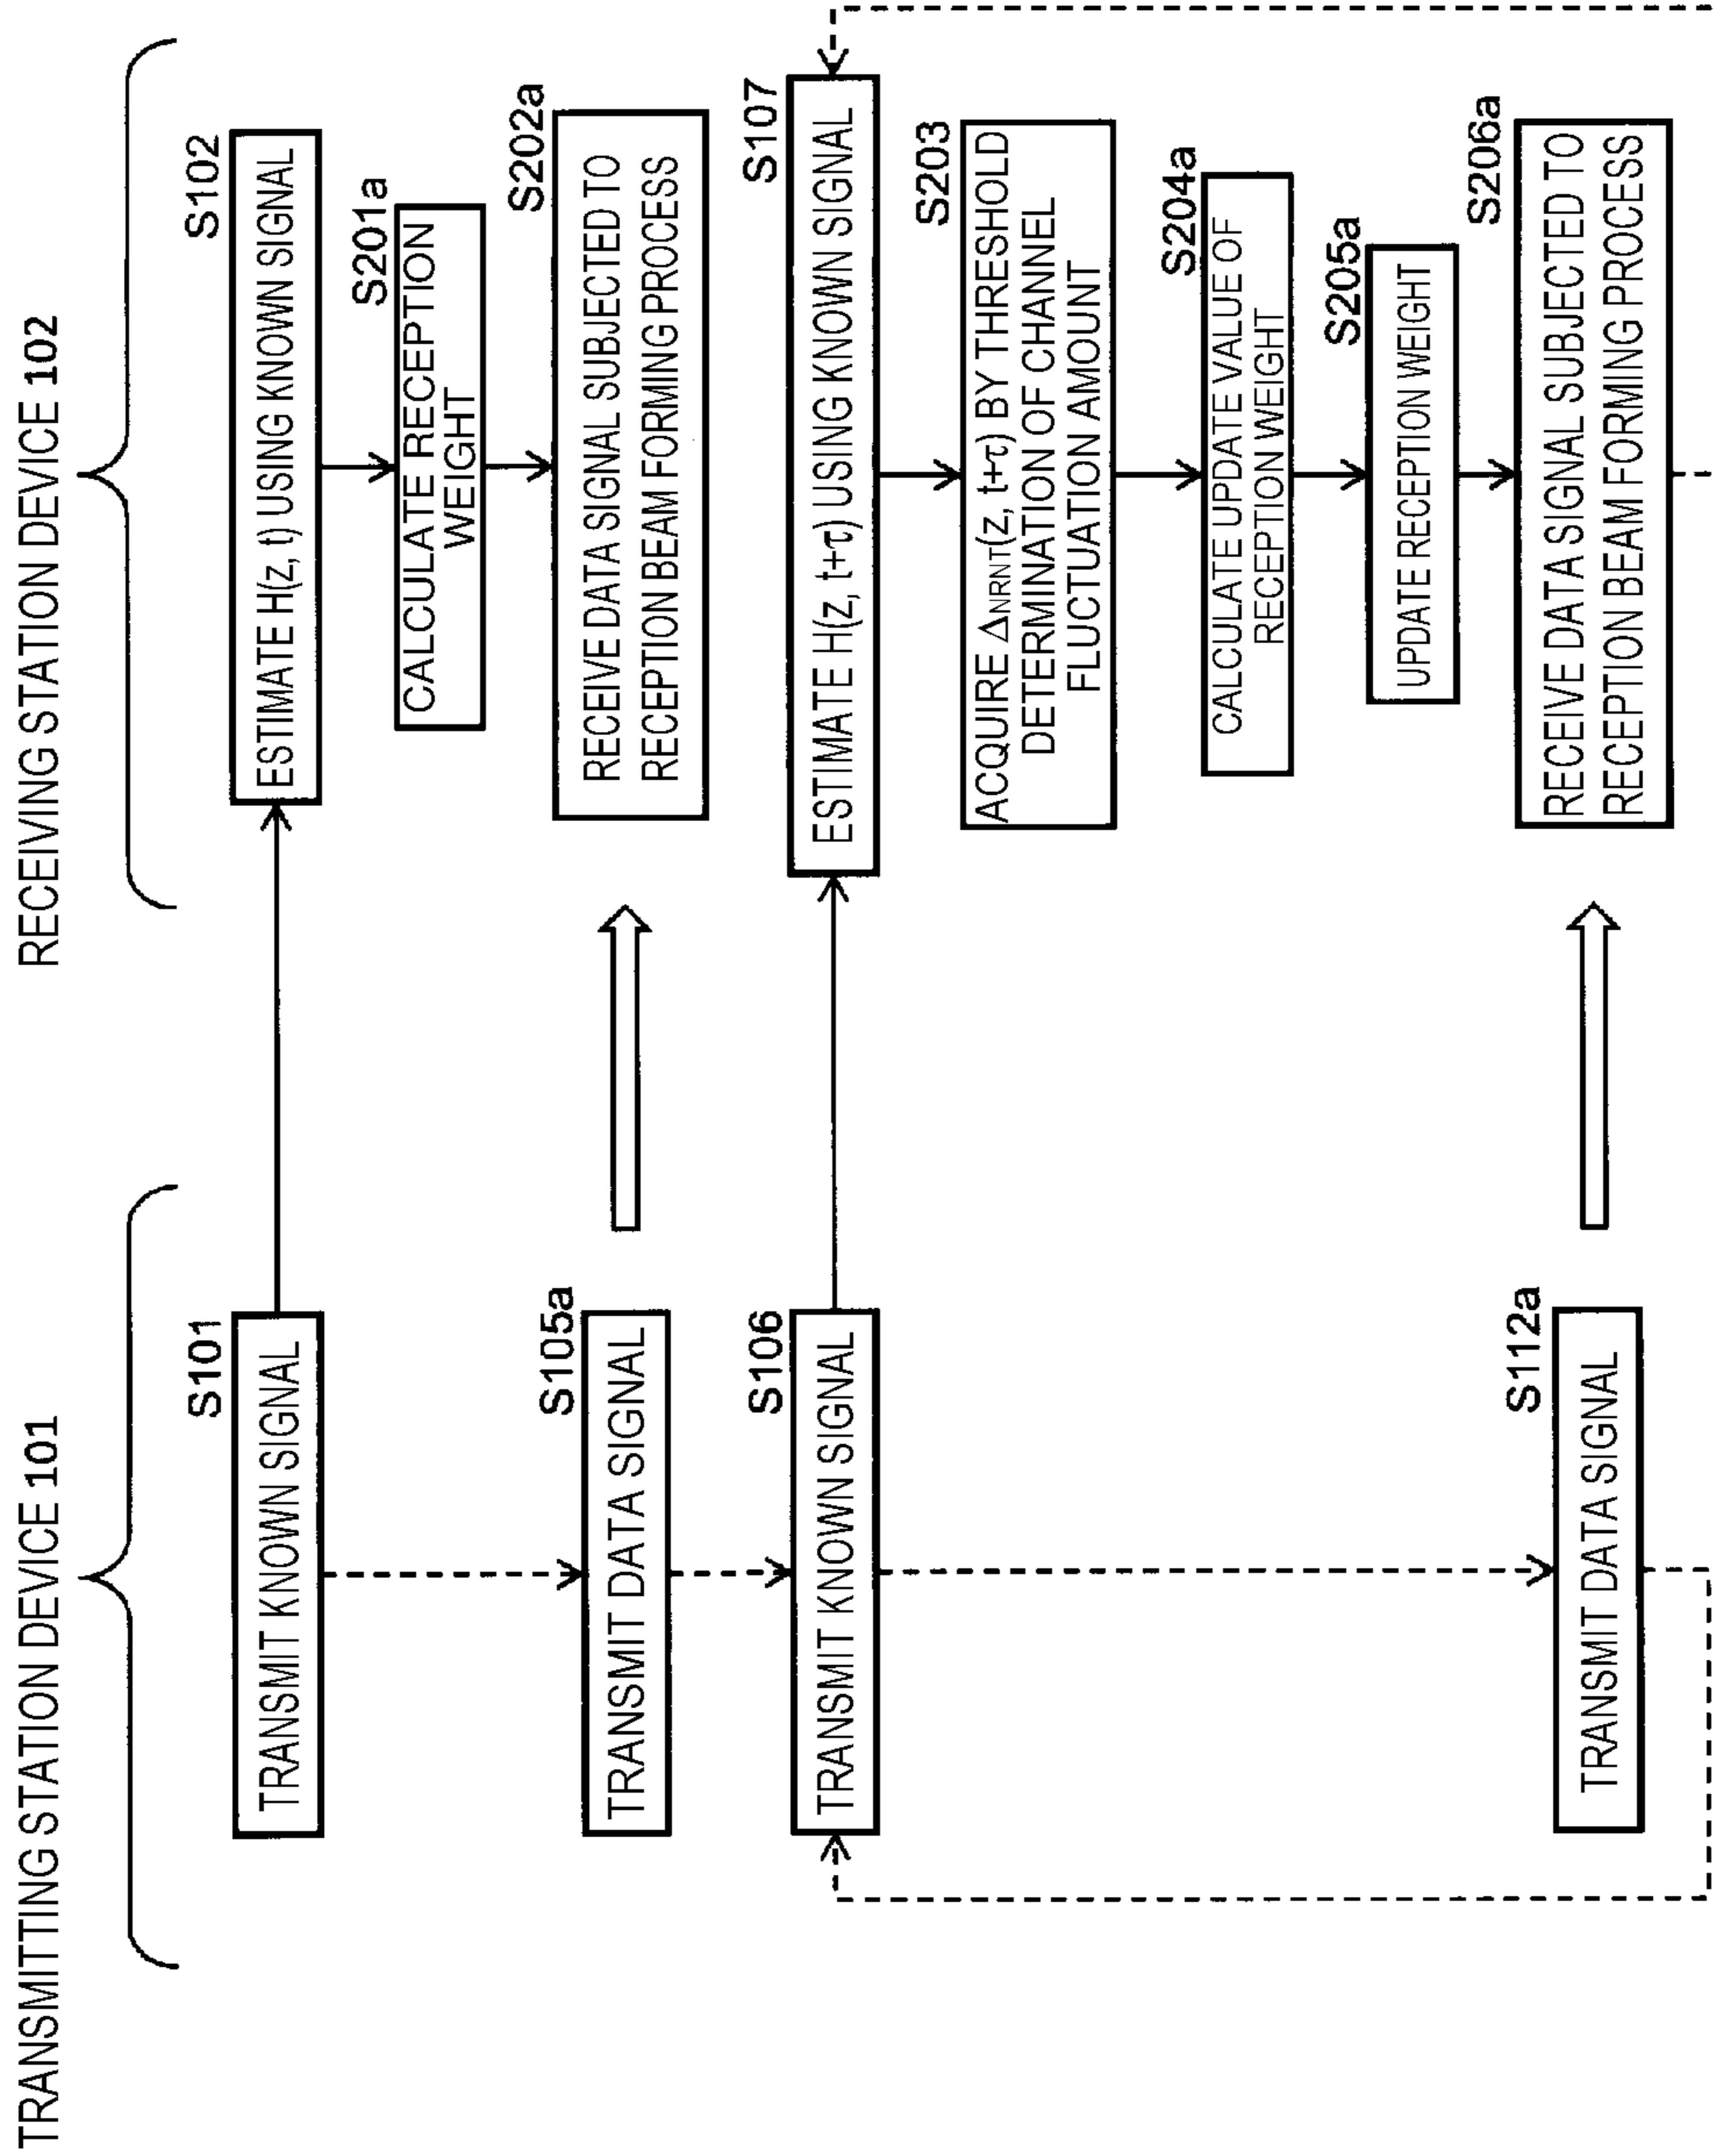 TRANSMITTING STATION DEVICE 101
RECEIVING STATION DEVICE 102
S101
TRANSMIT KNOWN SIGNAL
S102
ESTIMATE H(z, t) USING KNOWN SIGNAL
S201a
CALCULATE RECEPTION
WEIGHT
S105a
TRANSMIT DATA SIGNAL
S202a
RECEIVE DATA SIGNAL SUBJECTED TO
RECEPTION BEAM FORMING PROCESS
S106
TRANSMIT KNOWN SIGNAL
S107
ESTIMATE H(z, t+τ) USING KNOWN SIGNAL
S203
ACQUIRE ΔNRNT(z, t+τ) BY THRESHOLD
DETERMINATION OF CHANNEL
FLUCTUATION AMOUNT
S204a
CALCULATE UPDATE VALUE OF
RECEPTION WEIGHT
S205a
UPDATE RECEPTION WEIGHT
S112a
TRANSMIT DATA SIGNAL
S206a
RECEIVE DATA SIGNAL SUBJECTED TO
RECEPTION BEAM FORMING PROCESS